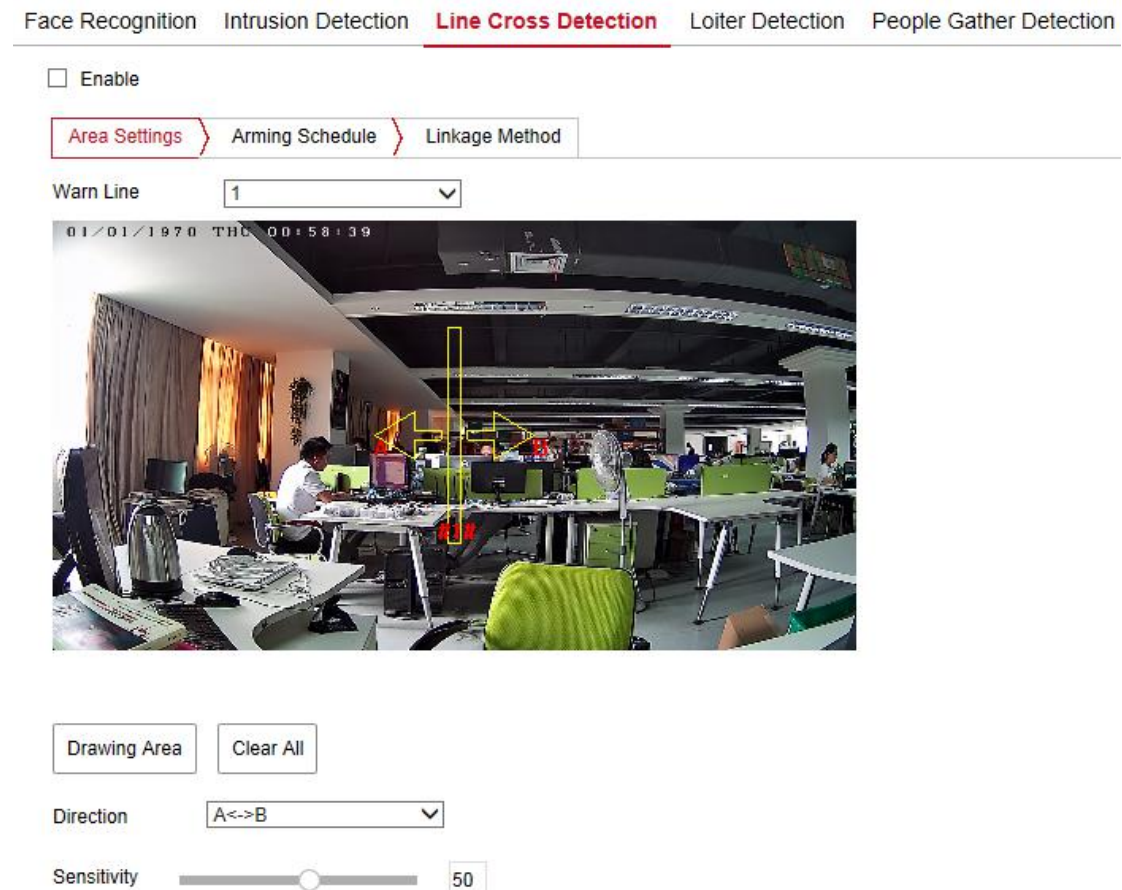 Face Recognition Intrusion Detection Line Cross Detection Loiter Detection People Gather Detection
Enable
Area Settings Arming Schedule Linkage Method
Warn Line 1
01/01/1970 THU 00:58:39
A B
#1#
Drawing Area Clear All
Direction A<->B
Sensitivity 50